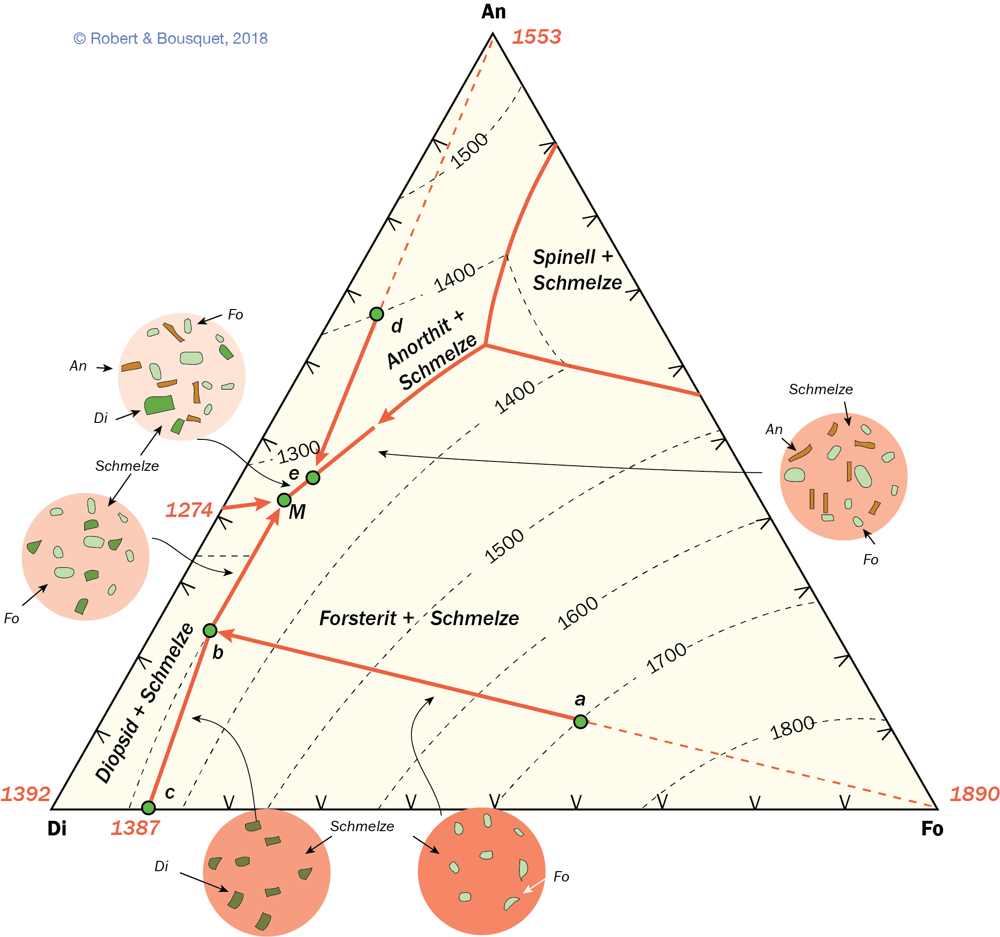 An
1553
© Robert & Bousquet, 2018
1500
Spinell +
Schmelze
1400
Fo
d
Anorthit +
Schmelze
An
1400
Schmelze
Di
An
1300
Schmelze
e
1274
M
1500
Fo
Fo
1600
Forsterit + Schmelze
Diopsid + Schmelze
b
1700
a
1800
1392
c
1890
Di
1387
Schmelze
Fo
Di
Fo